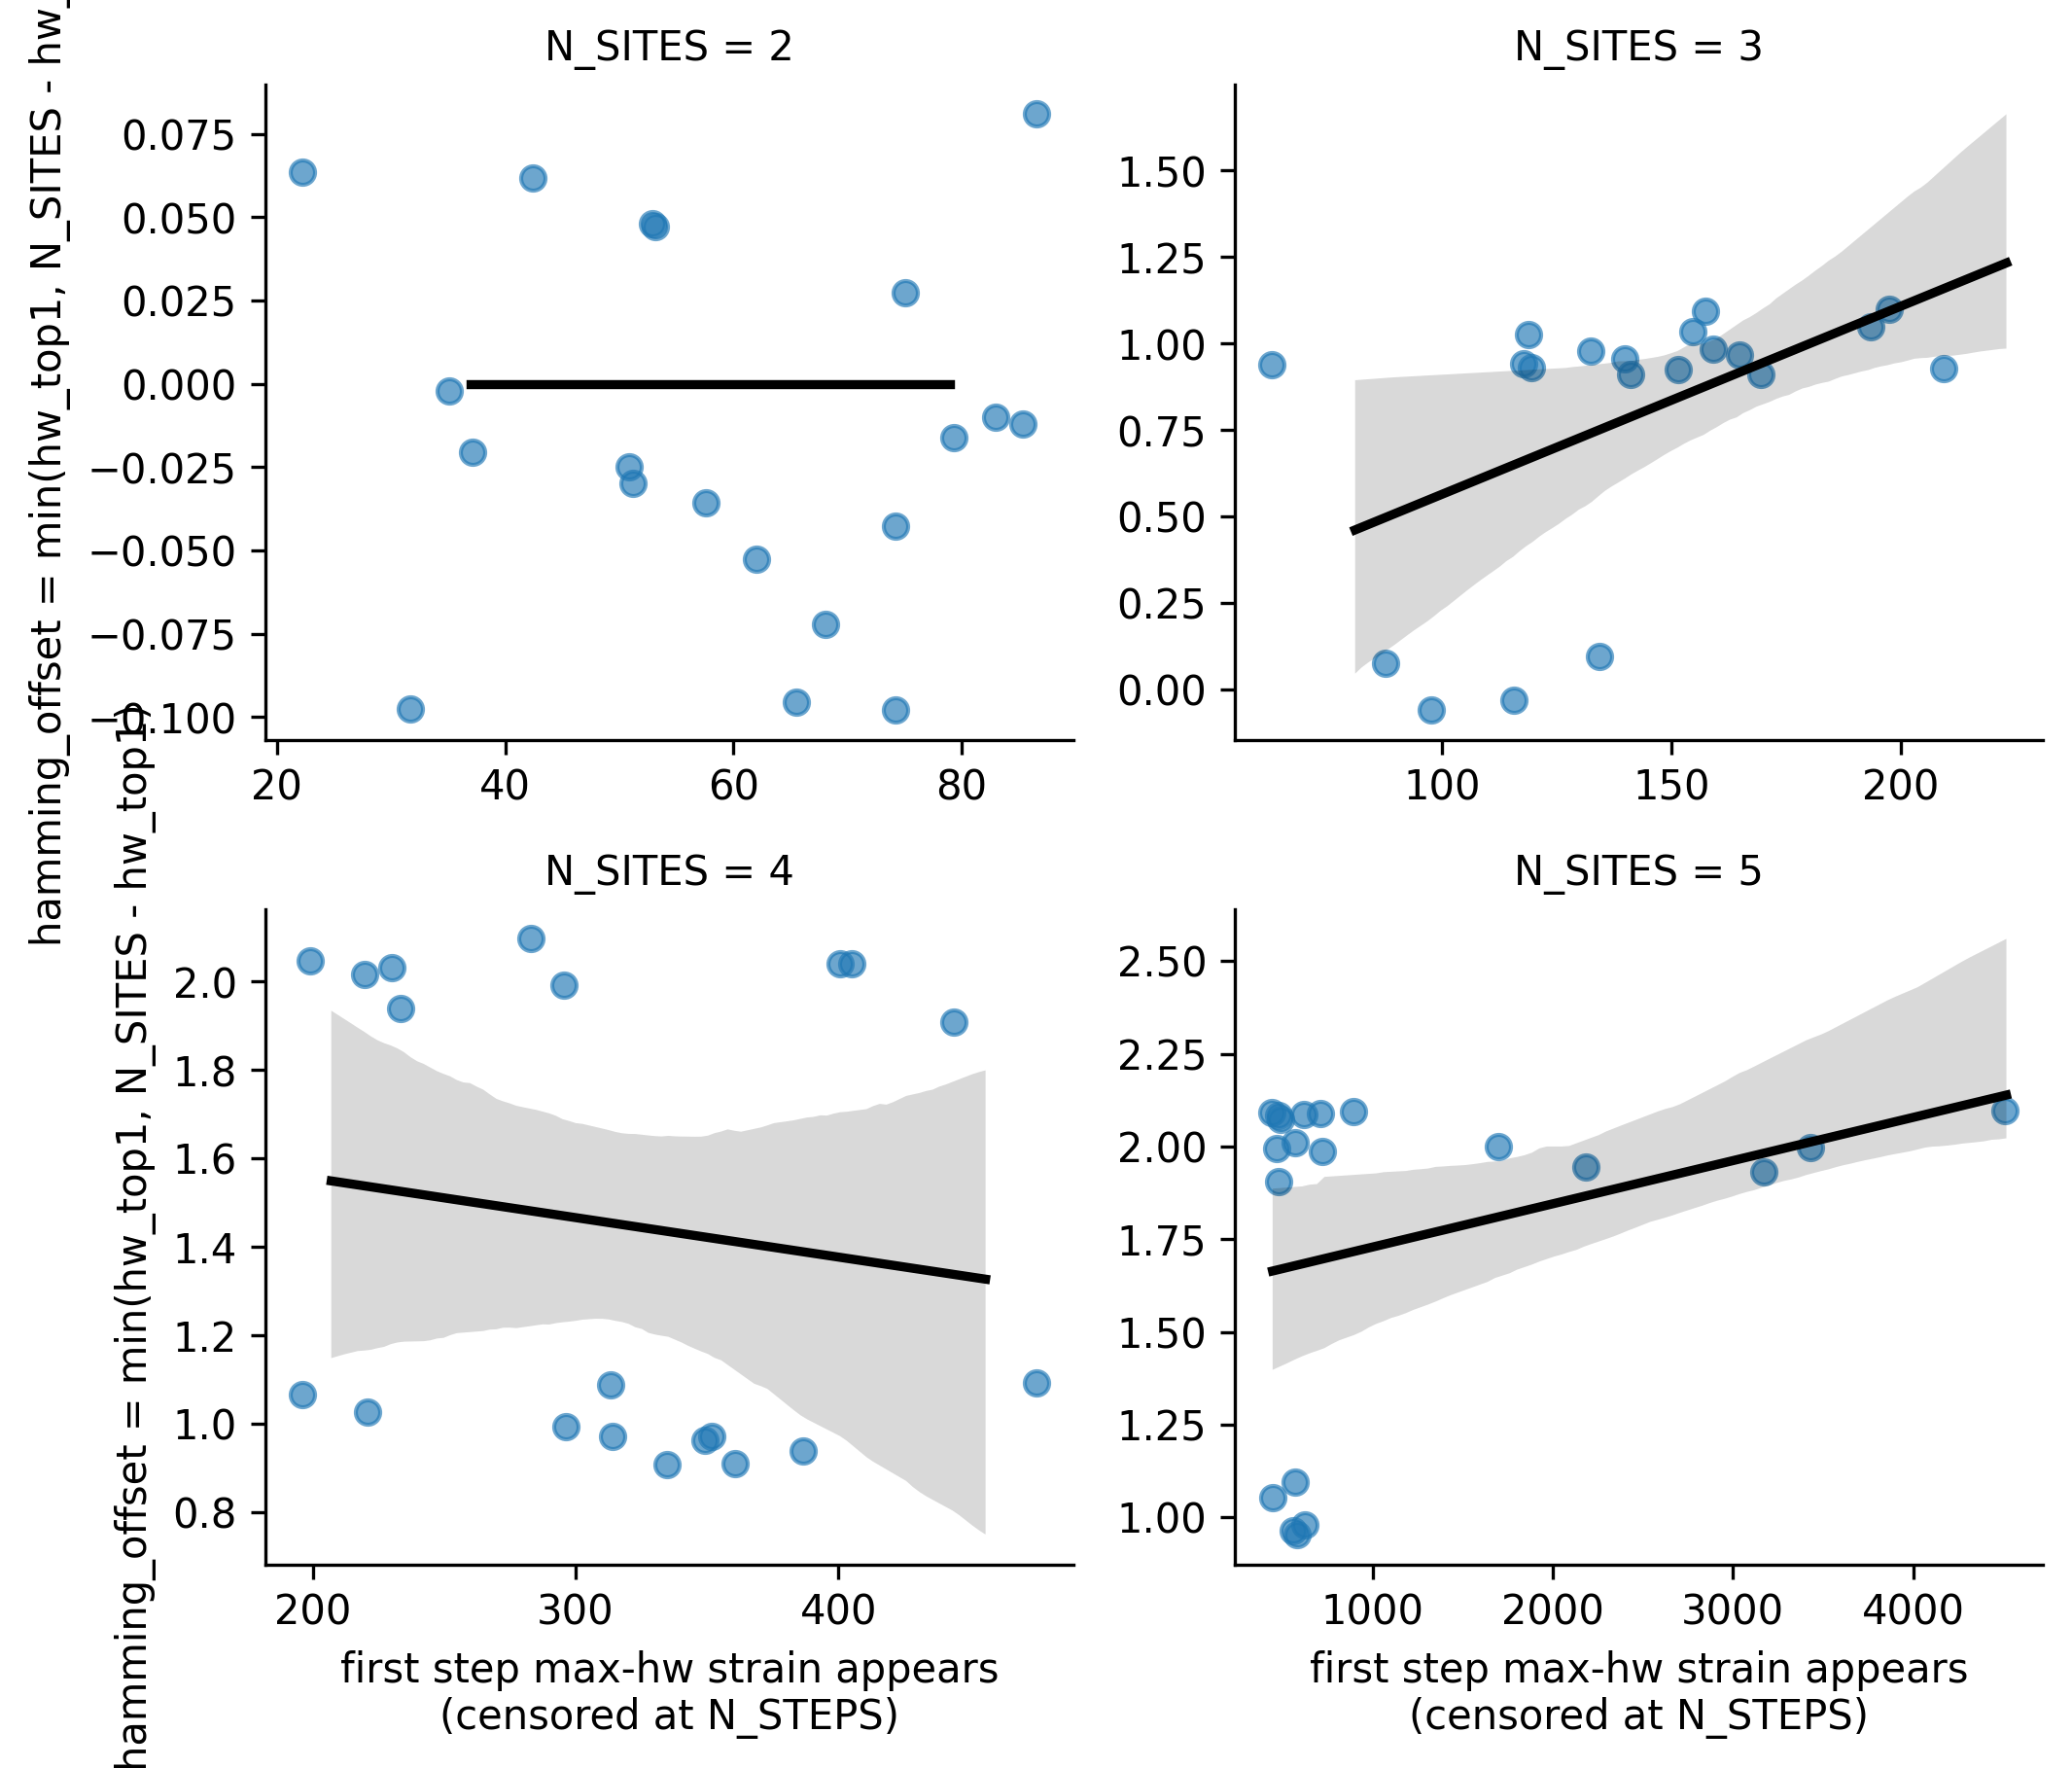 N_SITES = 2
N_SITES = 3
hamming_offset = min(hw_top1, N_SITES - hw_
0.075
0.050
0.025
0.000
−0.025
−0.050
−0.075
−0.100
20 40 60 80
1.50
1.25
1.00
0.75
0.50
0.25
0.00
100 150 200
N_SITES = 4
N_SITES = 5
hamming_offset = min(hw_top1, N_SITES - hw_top1)
2.0
1.8
1.6
1.4
1.2
1.0
0.8
200 300 400
first step max-hw strain appears
(censored at N_STEPS)
2.50
2.25
2.00
1.75
1.50
1.25
1.00
1000 2000 3000 4000
first step max-hw strain appears
(censored at N_STEPS)